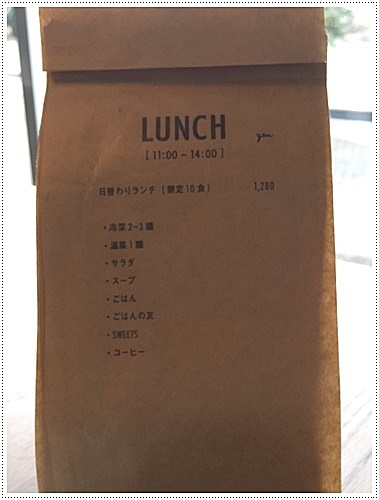 LUNCH yen
[ 11:00 – 14:00 ]
日替わりランチ [ 限定10食 ] 1,280
・冷菜2-3種
・温菜1種
・サラダ
・スープ
・ごはん
・ごはんの友
・SWEETS
・コーヒー